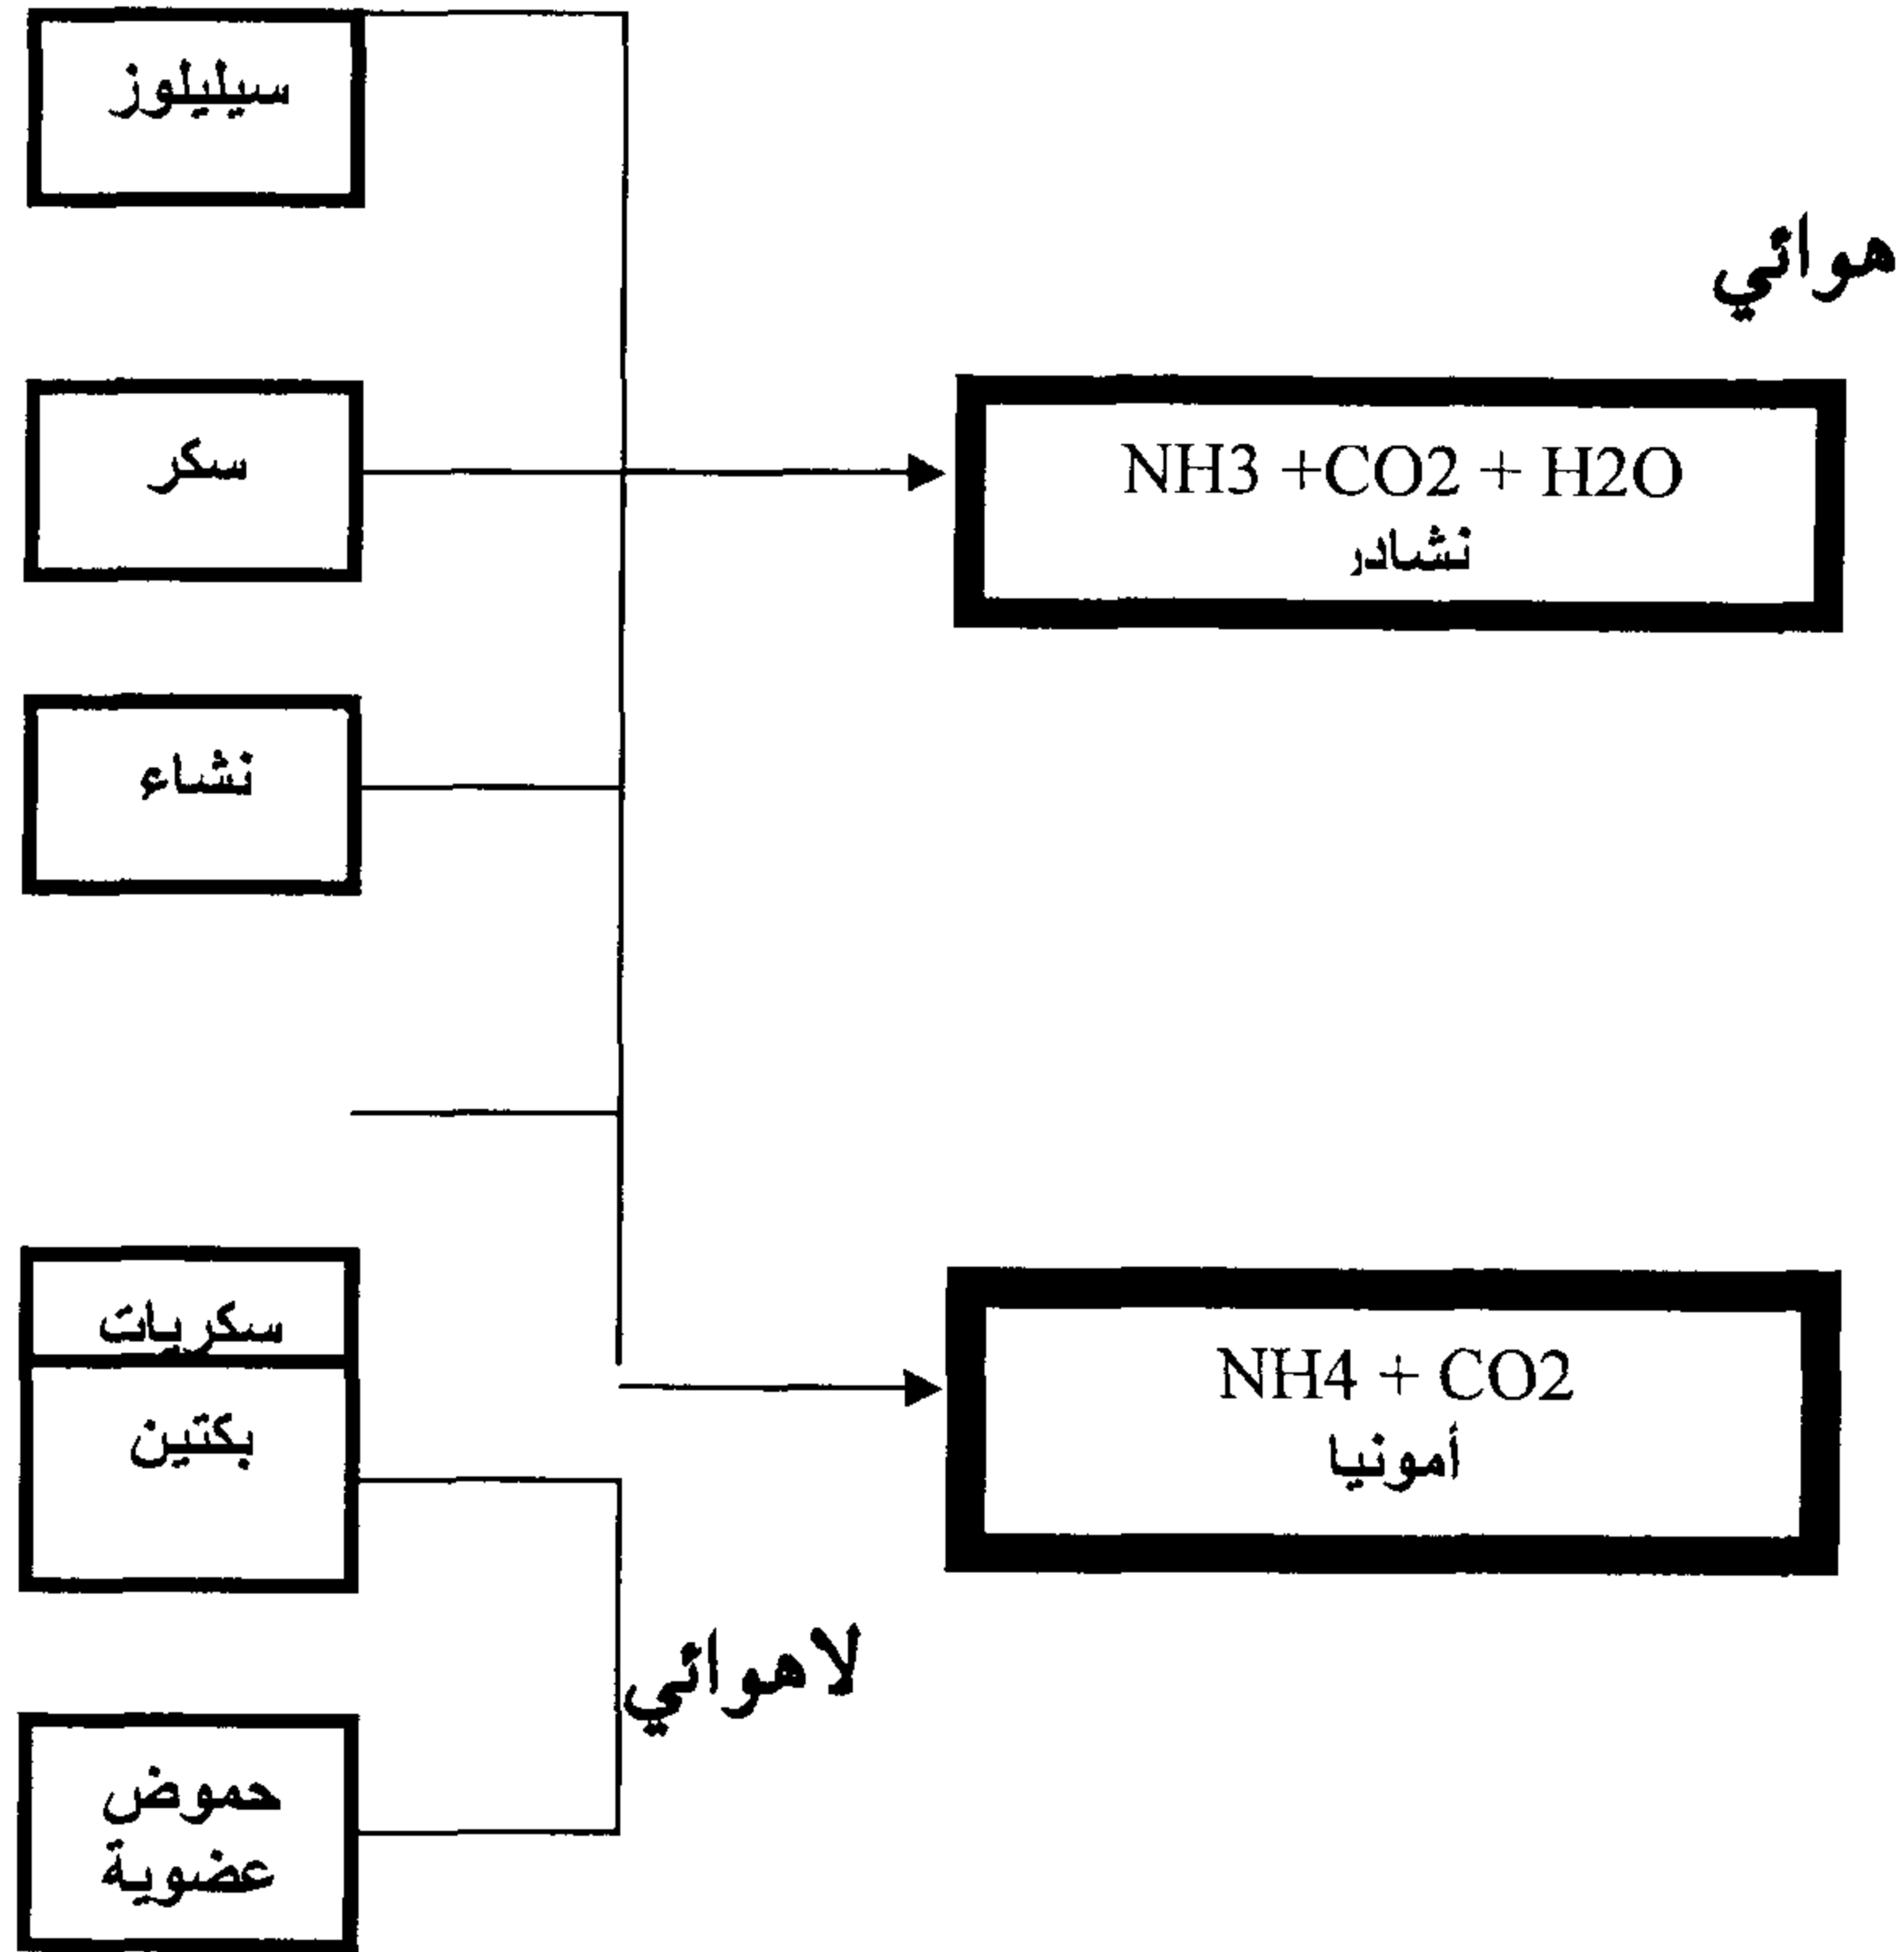 سيليلوز
هوائي
سكر
NH3 +CO2 + H2O
نشادر
نشاء
سكريات
بكتين
NH4 + CO2
أمونيا
لاهوائي
حموض
عضوية